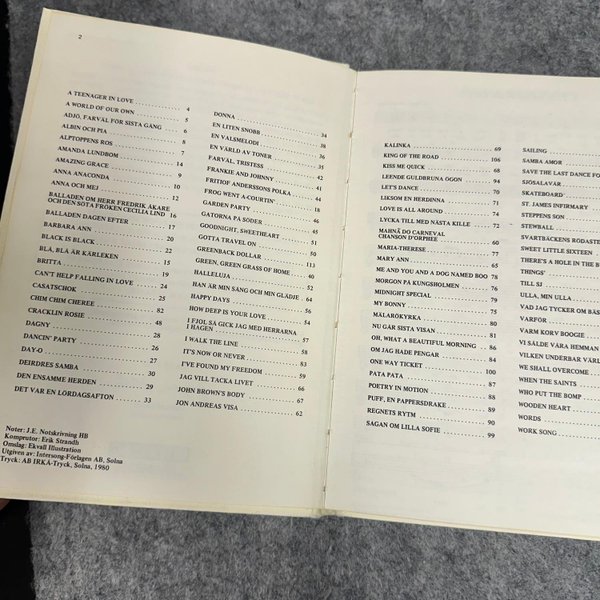 2
A TEENAGER IN LOVE 4
A WORLD OF OUR OWN 5
ADJÖ, FARVÄL FÖR SISTA GÅNG 6
ALBIN OCH PIA 8
ALPTOPPENS ROS 7
AMANDA LUNDBOM 14
AMAZING GRACE 9
ANNA ANACONDA 10
ANNA OCH MEJ 12
BALLADEN OM HERR FREDRIK ÅKARE
OCH DEN SÖTA FRÖKEN CECILIA LIND 16
BALLADEN DAGEN EFTER 17
BARBARA ANN 20
BLACK IS BLACK 22
BLÅ, BLÅ ÄR KÄRLEKEN 15
BRITTA 19
CAN'T HELP FALLING IN LOVE 24
CASATSCHOK 25
CHIM CHIM CHEREE 82
CRACKLIN ROSIE 48
DAGNY 28
DANCIN' PARTY 26
DAY-O 27
DEIRDRES SAMBA 30
DEN ENSAMME HERDEN 29
DET VAR EN LÖRDAGSAFTON 33
Noter: J.E. Notskrivning HB
Komprutor: Erik Strandh
Omslag: Ekvall Illustration
Utgiven av: Intersong-Förlagen AB, Solna
Tryck: AB IRKÅ-Tryck, Solna, 1980
DONNA 34
EN LITEN SNOBB 38
EN VALSMELODI 36
EN VÄRLD AV TONER 42
FARVÄL, TRISTESS 35
FRANKIE AND JOHNNY 41
FRITIOF ANDERSSONS POLKA
FROG WENT A-COURTIN'
GARDEN PARTY 18
GATORNA PÅ SÖDER 45
GOODNIGHT, SWEETHEART 51
GOTTA TRAVEL ON 50
GREENBACK DOLLAR 113
GREEN, GREEN GRASS OF HOME 40
HALLELUJA 52
HAN ÄR MIN SÅNG OCH MIN GLÄDJE 64
HAPPY DAYS 56
HOW DEEP IS YOUR LOVE 54
I FJOL SÅ GICK JAG MED HERRARNA
I HAGEN 57
I WALK THE LINE 58
IT'S NOW OR NEVER 83
I'VE FOUND MY FREEDOM 59
JAG VILL TACKA LIVET 66
JOHN BROWN'S BODY 67
JON ANDREAS VISA 62
KALINKA 69
KING OF THE ROAD 106
KISS ME QUICK 68
LEENDE GULDBRUNA ÖGON 94
LET'S DANCE 70
LIKSOM EN HERDINNA 71
LOVE IS ALL AROUND 74
LYCKA TILL MED NÄSTA KILLE 72
MAHNÃ DO CARNEVAL
CHANSON D'ORPHEE 60
MARIA-THERESE 77
MARY ANN 65
ME AND YOU AND A DOG NAMED BOO 78
MORGON PÅ KUNGSHOLMEN 76
MIDNIGHT SPECIAL 79
MY BONNY 75
MÄLARÖKYRKA 80
NU GÅR SISTA VISAN 81
OH, WHAT A BEAUTIFUL MORNING 86
OM JAG HADE PENGAR 84
ONE WAY TICKET 100
PATA PATA 85
POETRY IN MOTION 88
PUFF, EN PAPPERSDRAKE 87
REGNETS RYTM 90
SAGAN OM LILLA SOFIE 99
SAILING
SAMBA AMOR
SAVE THE LAST DANCE FO
SJÖSALAVAR
SKATEBOARD
ST. JAMES INFIRMARY
STEPPENS SON
STEWBALL
SVARTBÄCKENS RÖDASTE
SWEET LITTLE SIXTEEN
THERE'S A HOLE IN THE B
THINGS'
TILL SJ
ULLA, MIN ULLA
VAD JAG TYCKER OM BÄS
VARFÖR
VARM KORV BOOGIE
VI SÅLDE VÅRA HEMMAN
VILKEN UNDERBAR VÄRL
WE SHALL OVERCOME
WHEN THE SAINTS
WHO PUT THE BOMP
WOODEN HEART
WORDS
WORK SONG